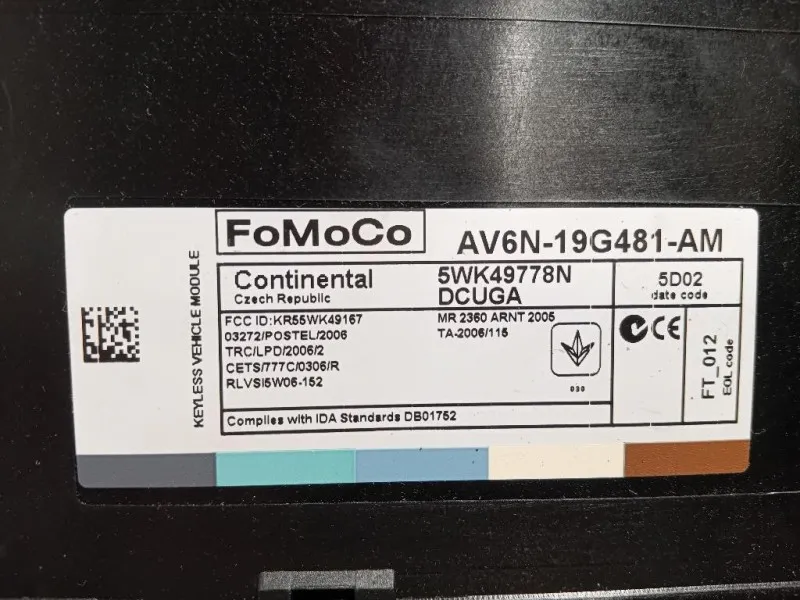 FoMoCo
AV6N-19G481-AM
KEYLESS VEHICLE MODULE
Continental
Czech Republic
5WK49778N
DCUGA
5D02
date code
FCC ID:KR55WK49167
03272/POSTEL/2006
TRC/LPD/2006/2
CETS/777C/0306/R
RLVSI5W06-152
MR 2360 ARNT 2005
TA-2006/115
030
CE
FT_012
EOL code
Complies with IDA Standards DB01752